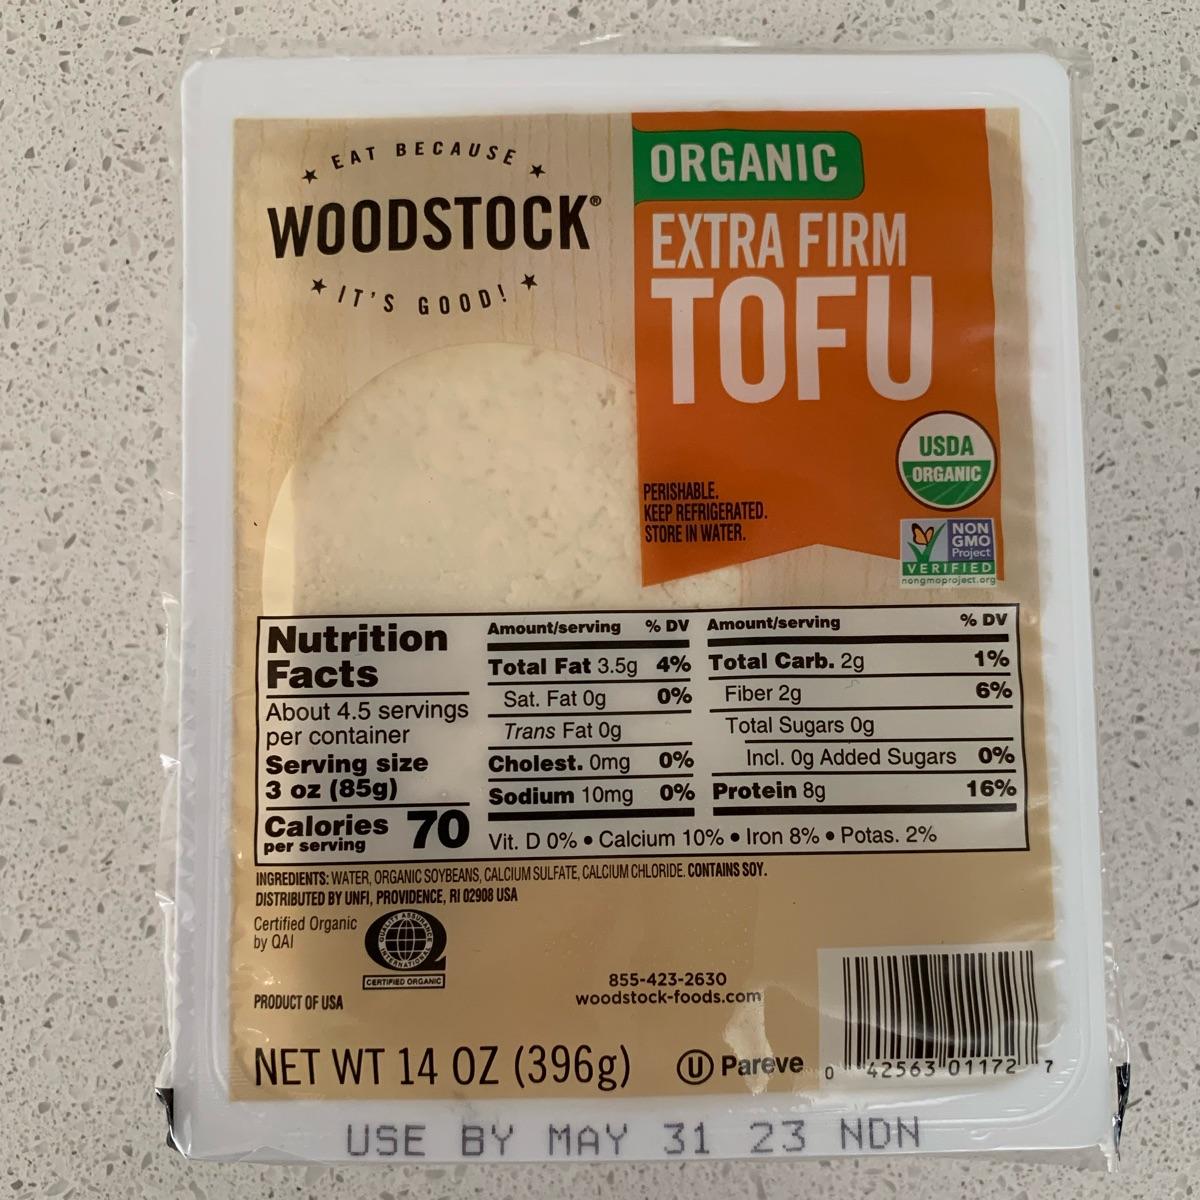 EAT BECAUSE
WOODSTOCK®
IT'S GOOD!
ORGANIC
EXTRA FIRM
TOFU
USDA
ORGANIC
PERISHABLE.
KEEP REFRIGERATED.
STORE IN WATER.
NON
GMO
Project
VERIFIED
nongmoproject.org
Nutrition
Facts
About 4.5 servings
per container
Serving size
3 oz (85g)
Calories 70
per serving
Amount/serving % DV
Total Fat 3.5g 4%
Sat. Fat 0g 0%
Trans Fat 0g
Cholest. 0mg 0%
Sodium 10mg 0%
Amount/serving % DV
Total Carb. 2g 1%
Fiber 2g 6%
Total Sugars 0g
Incl. 0g Added Sugars 0%
Protein 8g 16%
Vit. D 0% • Calcium 10% • Iron 8% • Potas. 2%
INGREDIENTS: WATER, ORGANIC SOYBEANS, CALCIUM SULFATE, CALCIUM CHLORIDE. CONTAINS SOY.
DISTRIBUTED BY UNFI, PROVIDENCE, RI 02908 USA
Certified Organic
by QAI
QUALITY ASSURANCE
INTERNATIONAL
CERTIFIED ORGANIC
PRODUCT OF USA
855-423-2630
woodstock-foods.com
NET WT 14 OZ (396g)
U Pareve
0 42563 01172 7
USE BY MAY 31 23 NDN